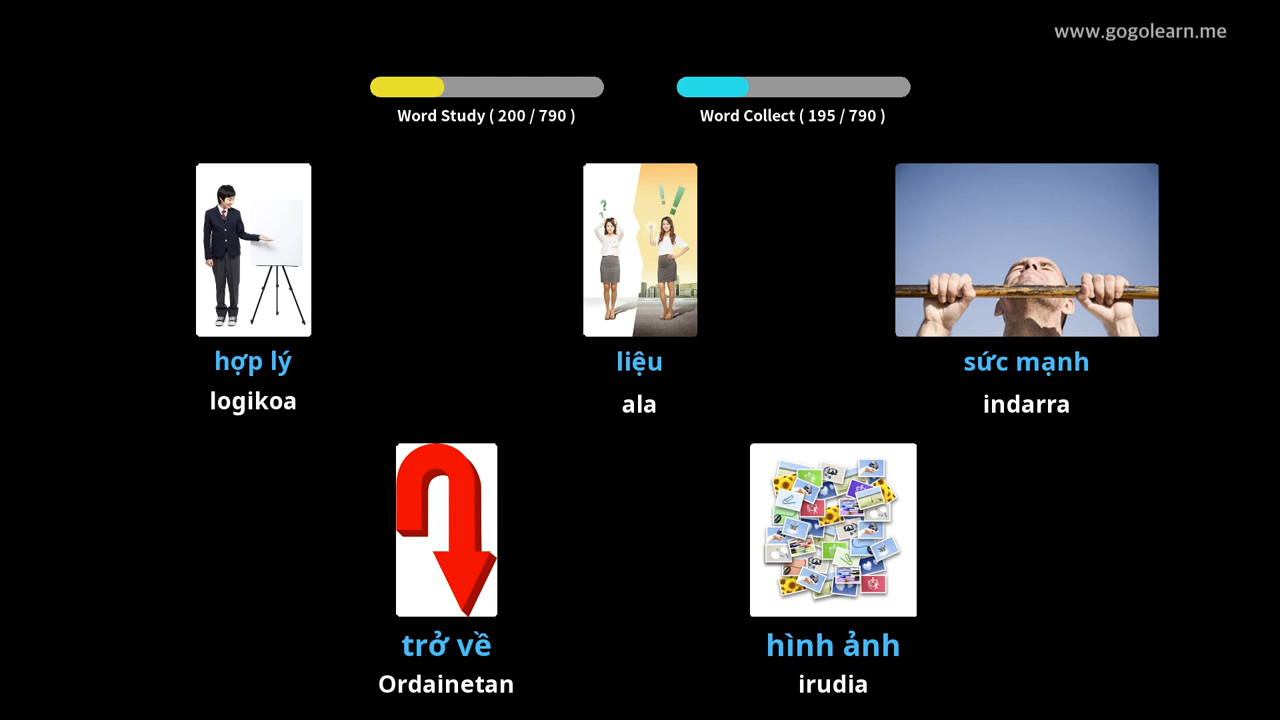 www.gogolearn.me
Word Study ( 200 / 790 )
Word Collect ( 195 / 790 )
hợp lý
logikoa
liệu
ala
sức mạnh
indarra
trở về
Ordainetan
hình ảnh
irudia